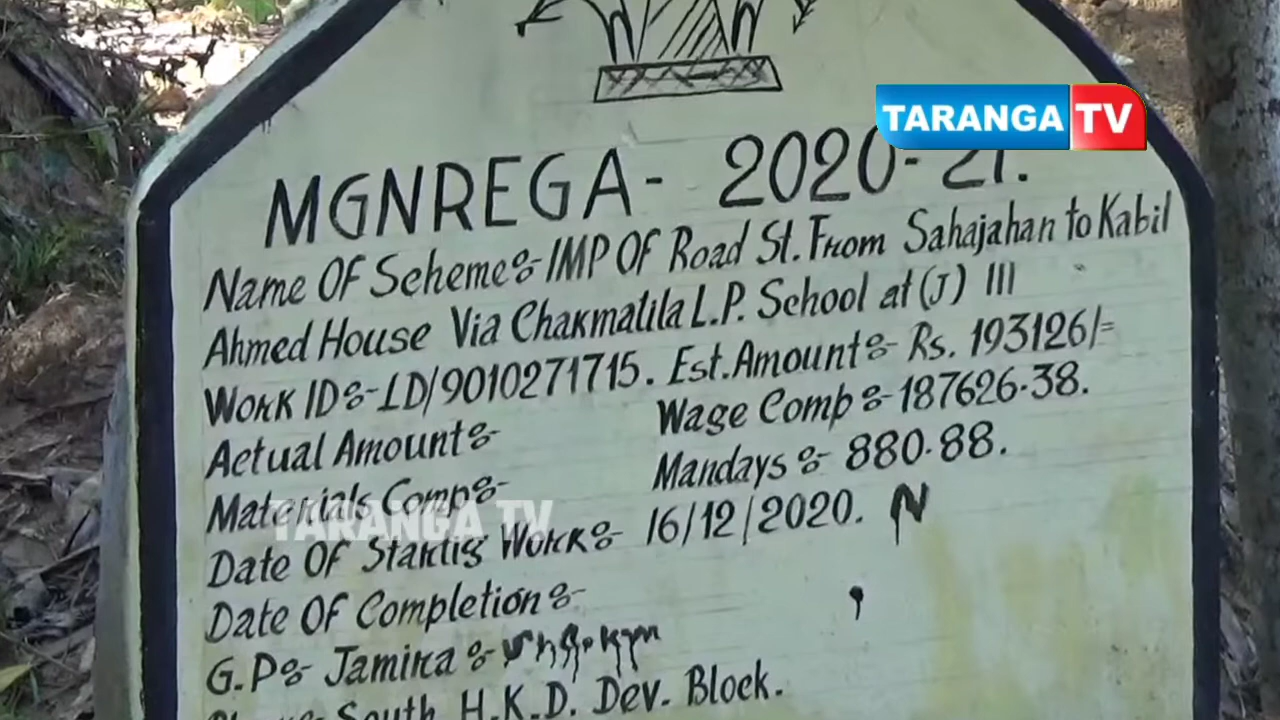 TARANGA TV
MGNREGA- 2020-21.
Name OF Seheme:- IMP OF Road St. From Sahajahan to Kabil
Ahmed House Via Chakmatila L.P. School at (J) III
Work ID:- LD/9010271715. Est. Amount:- Rs. 193126/=
Actual Amount:- Wage Comp:- 187626.38.
Materials Comp:- Mandays:- 880.88.
TARANGA TV
Date OF Starting Work:- 16/12/2020.
Date OF Completion:-
G.P:- Jamira:-
South H.K.D. Dev. Block.